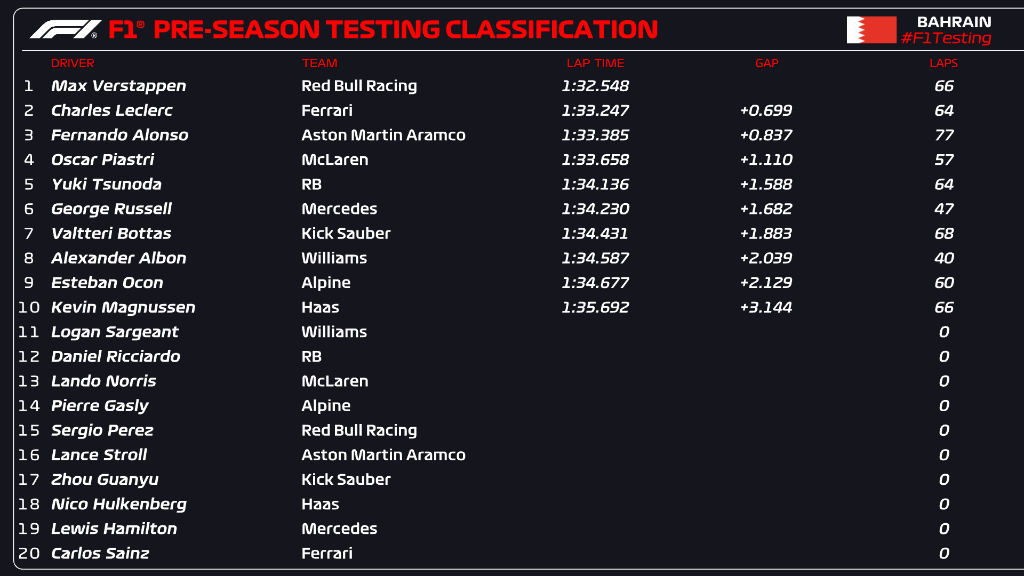 F1® PRE-SEASON TESTING CLASSIFICATION
BAHRAIN
#F1Testing
DRIVER TEAM LAP TIME GAP LAPS
1 Max Verstappen Red Bull Racing 1:32.548 66
2 Charles Leclerc Ferrari 1:33.247 +0.699 64
3 Fernando Alonso Aston Martin Aramco 1:33.385 +0.837 77
4 Oscar Piastri McLaren 1:33.658 +1.110 57
5 Yuki Tsunoda RB 1:34.136 +1.588 64
6 George Russell Mercedes 1:34.230 +1.682 47
7 Valtteri Bottas Kick Sauber 1:34.431 +1.883 68
8 Alexander Albon Williams 1:34.587 +2.039 40
9 Esteban Ocon Alpine 1:34.677 +2.129 60
10 Kevin Magnussen Haas 1:35.692 +3.144 66
11 Logan Sargeant Williams 0
12 Daniel Ricciardo RB 0
13 Lando Norris McLaren 0
14 Pierre Gasly Alpine 0
15 Sergio Perez Red Bull Racing 0
16 Lance Stroll Aston Martin Aramco 0
17 Zhou Guanyu Kick Sauber 0
18 Nico Hulkenberg Haas 0
19 Lewis Hamilton Mercedes 0
20 Carlos Sainz Ferrari 0